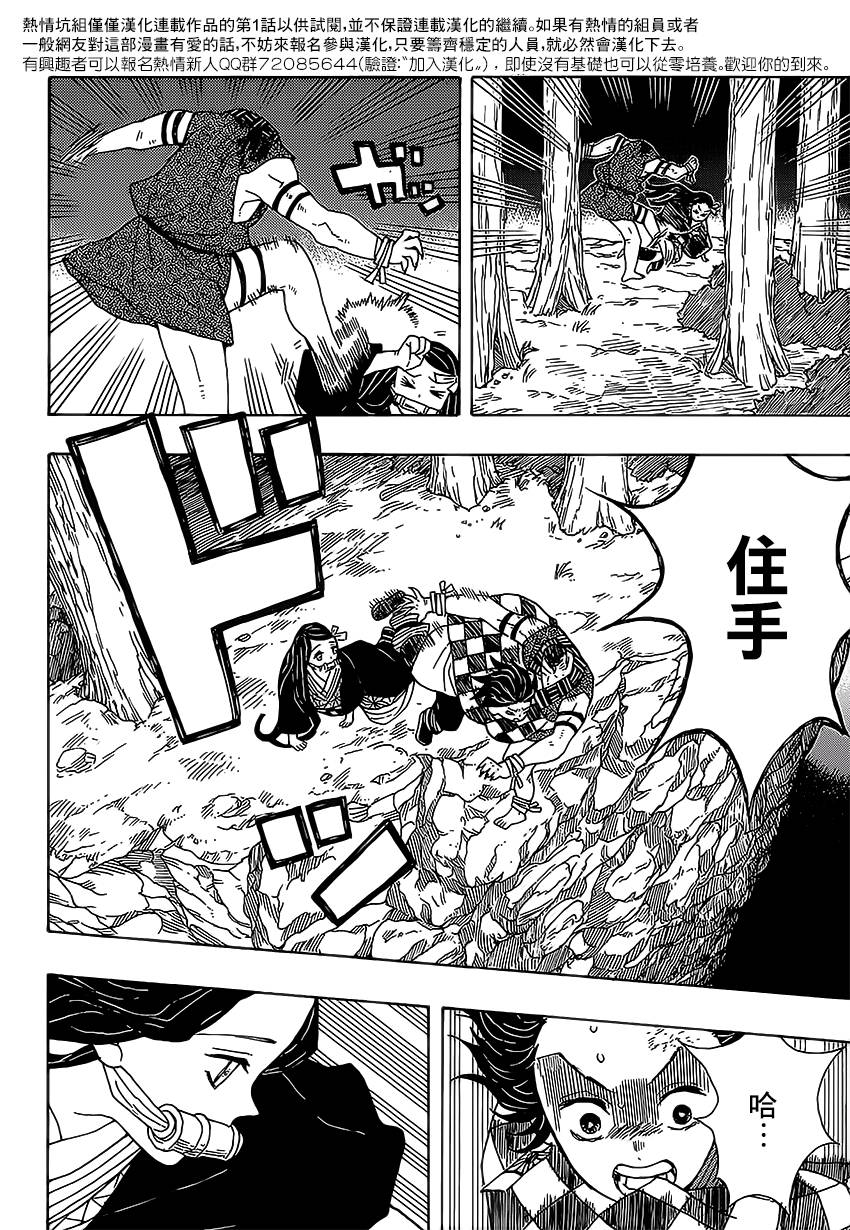 熱情坑組僅僅漢化連載作品的第1話以供試閱,並不保證連載漢化的繼續。如果有熱情的組員或者
一般網友對這部漫畫有愛的話,不妨來報名參與漢化,只要籌齊穩定的人員,就必然會漢化下去。
有興趣者可以報名熱情新人QQ群72085644(驗證:“加入漢化〟)﹐即使沒有基礎也可以從零培養。歡迎你的到來。
ガンッ
住手
ドンッ
哈…